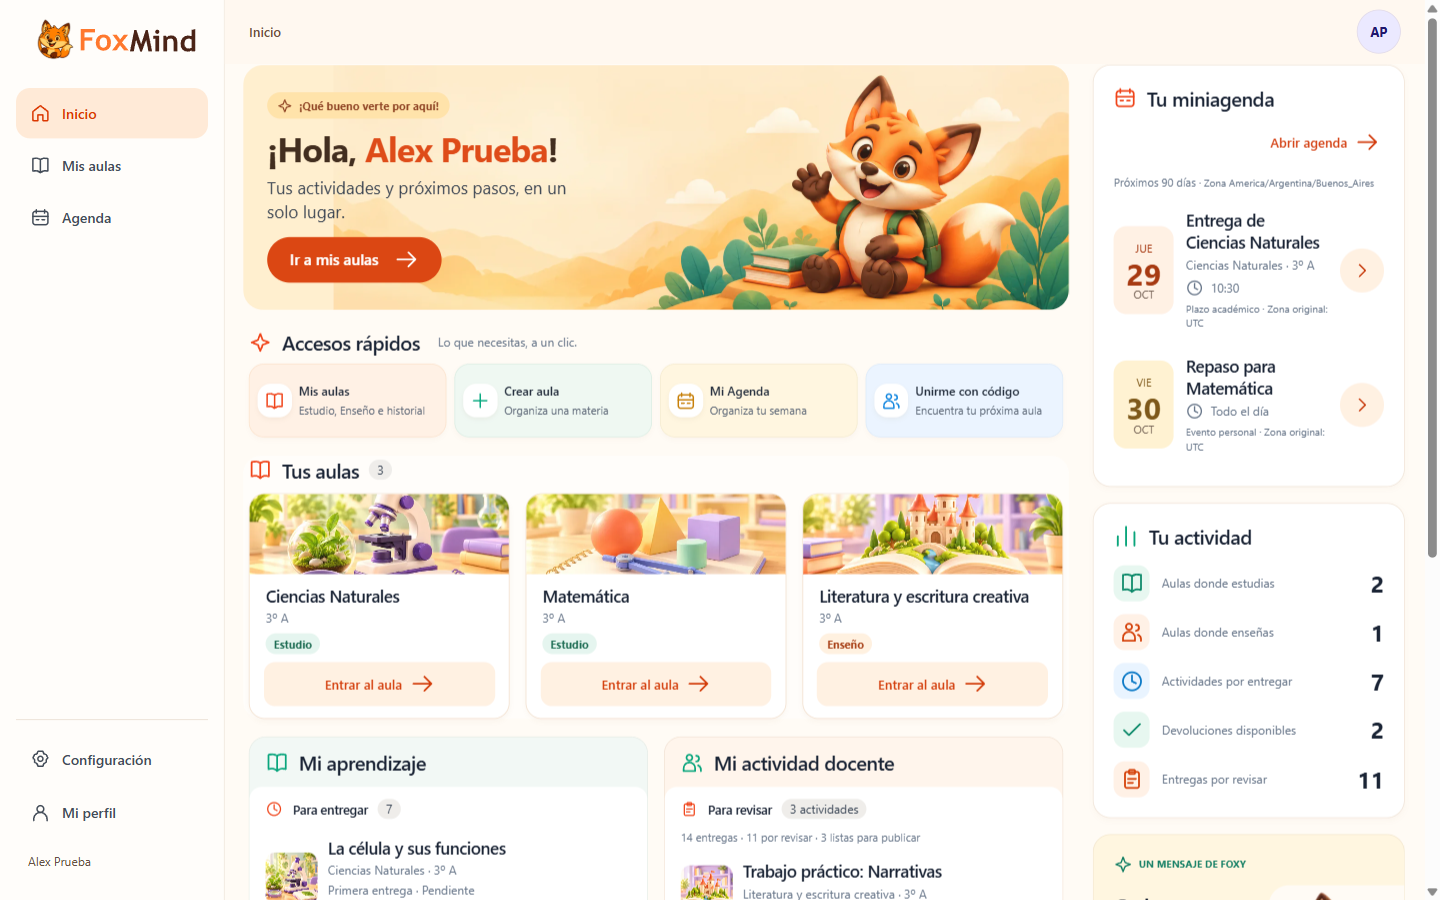 FoxMind
Inicio
Mis aulas
Agenda
Configuración
Mi perfil
Alex Prueba
Inicio
AP
¡Qué bueno verte por aquí!
¡Hola, Alex Prueba!
Tus actividades y próximos pasos, en un
solo lugar.
Ir a mis aulas
Accesos rápidos
Lo que necesitas, a un clic.
Mis aulas
Estudio, Enseño e historial
Crear aula
Organiza una materia
Mi Agenda
Organiza tu semana
Unirme con código
Encuentra tu próxima aula
Tus aulas 3
Ciencias Naturales
3º A
Estudio
Entrar al aula
Matemática
3º A
Estudio
Entrar al aula
Literatura y escritura creativa
3º A
Enseño
Entrar al aula
Mi aprendizaje
Para entregar 7
La célula y sus funciones
Ciencias Naturales · 3º A
Primera entrega · Pendiente
Mi actividad docente
Para revisar 3 actividades
14 entregas · 11 por revisar · 3 listas para publicar
Trabajo práctico: Narrativas
Literatura y escritura creativa · 3º A
Tu miniagenda
Abrir agenda
Próximos 90 días · Zona America/Argentina/Buenos_Aires
JUE
29
OCT
Entrega de
Ciencias Naturales
Ciencias Naturales · 3º A
10:30
Plazo académico · Zona original:
UTC
VIE
30
OCT
Repaso para
Matemática
Todo el día
Evento personal · Zona original:
UTC
Tu actividad
Aulas donde estudias 2
Aulas donde enseñas 1
Actividades por entregar 7
Devoluciones disponibles 2
Entregas por revisar 11
UN MENSAJE DE FOXY